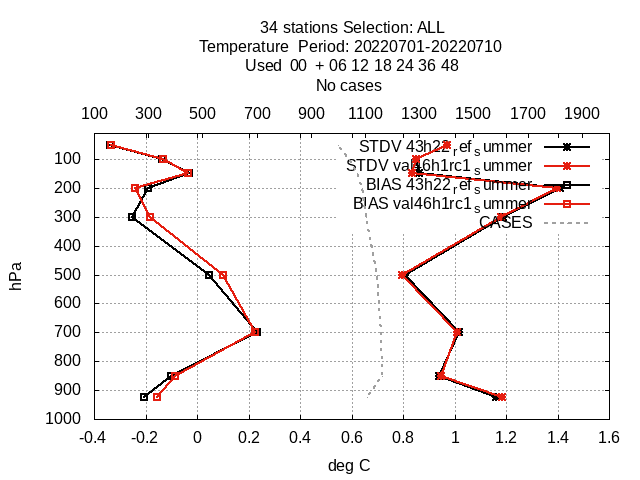 34 stations Selection: ALL
Temperature Period: 20220701-20220710
Used 00 + 06 12 18 24 36 48
No cases
100 300 500 700 900 1100 1300 1500 1700 1900
STDV 43h22_ref_summer
STDV val46h1rc1_summer
BIAS 43h22_ref_summer
BIAS val46h1rc1_summer
CASES
hPa
100
200
300
400
500
600
700
800
900
1000
-0.4 -0.2 0 0.2 0.4 0.6 0.8 1 1.2 1.4 1.6
deg C